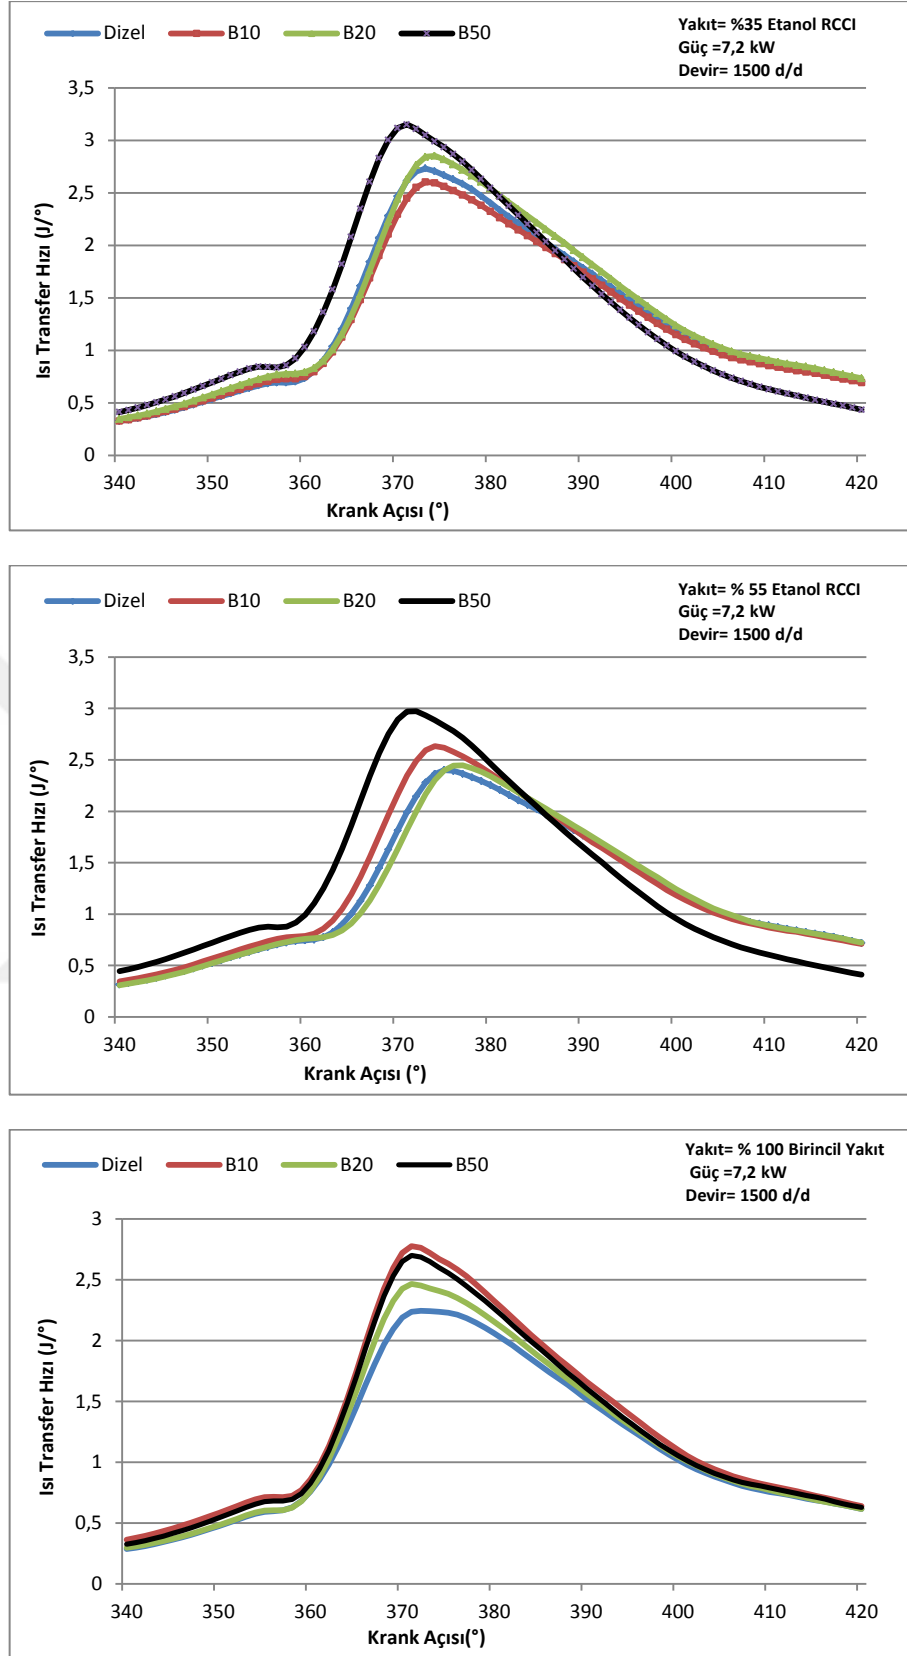 Dizel B10 B20 B50
Yakıt= %35 Etanol RCCI
Güç =7,2 kW
Devir= 1500 d/d
3,5
3
2,5
2
1,5
1
0,5
0
Isı Transfer Hızı (J/°)
340 350 360 370 380 390 400 410 420
Krank Açısı (°)
Dizel B10 B20 B50
Yakıt= % 55 Etanol RCCI
Güç =7,2 kW
Devir= 1500 d/d
3,5
3
2,5
2
1,5
1
0,5
0
Isı Transfer Hızı (J/°)
340 350 360 370 380 390 400 410 420
Krank Açısı (°)
Dizel B10 B20 B50
Yakıt= % 100 Birincil Yakıt
Güç =7,2 kW
Devir= 1500 d/d
3
2,5
2
1,5
1
0,5
0
Isı Transfer Hızı (J/°)
340 350 360 370 380 390 400 410 420
Krank Açısı(°)